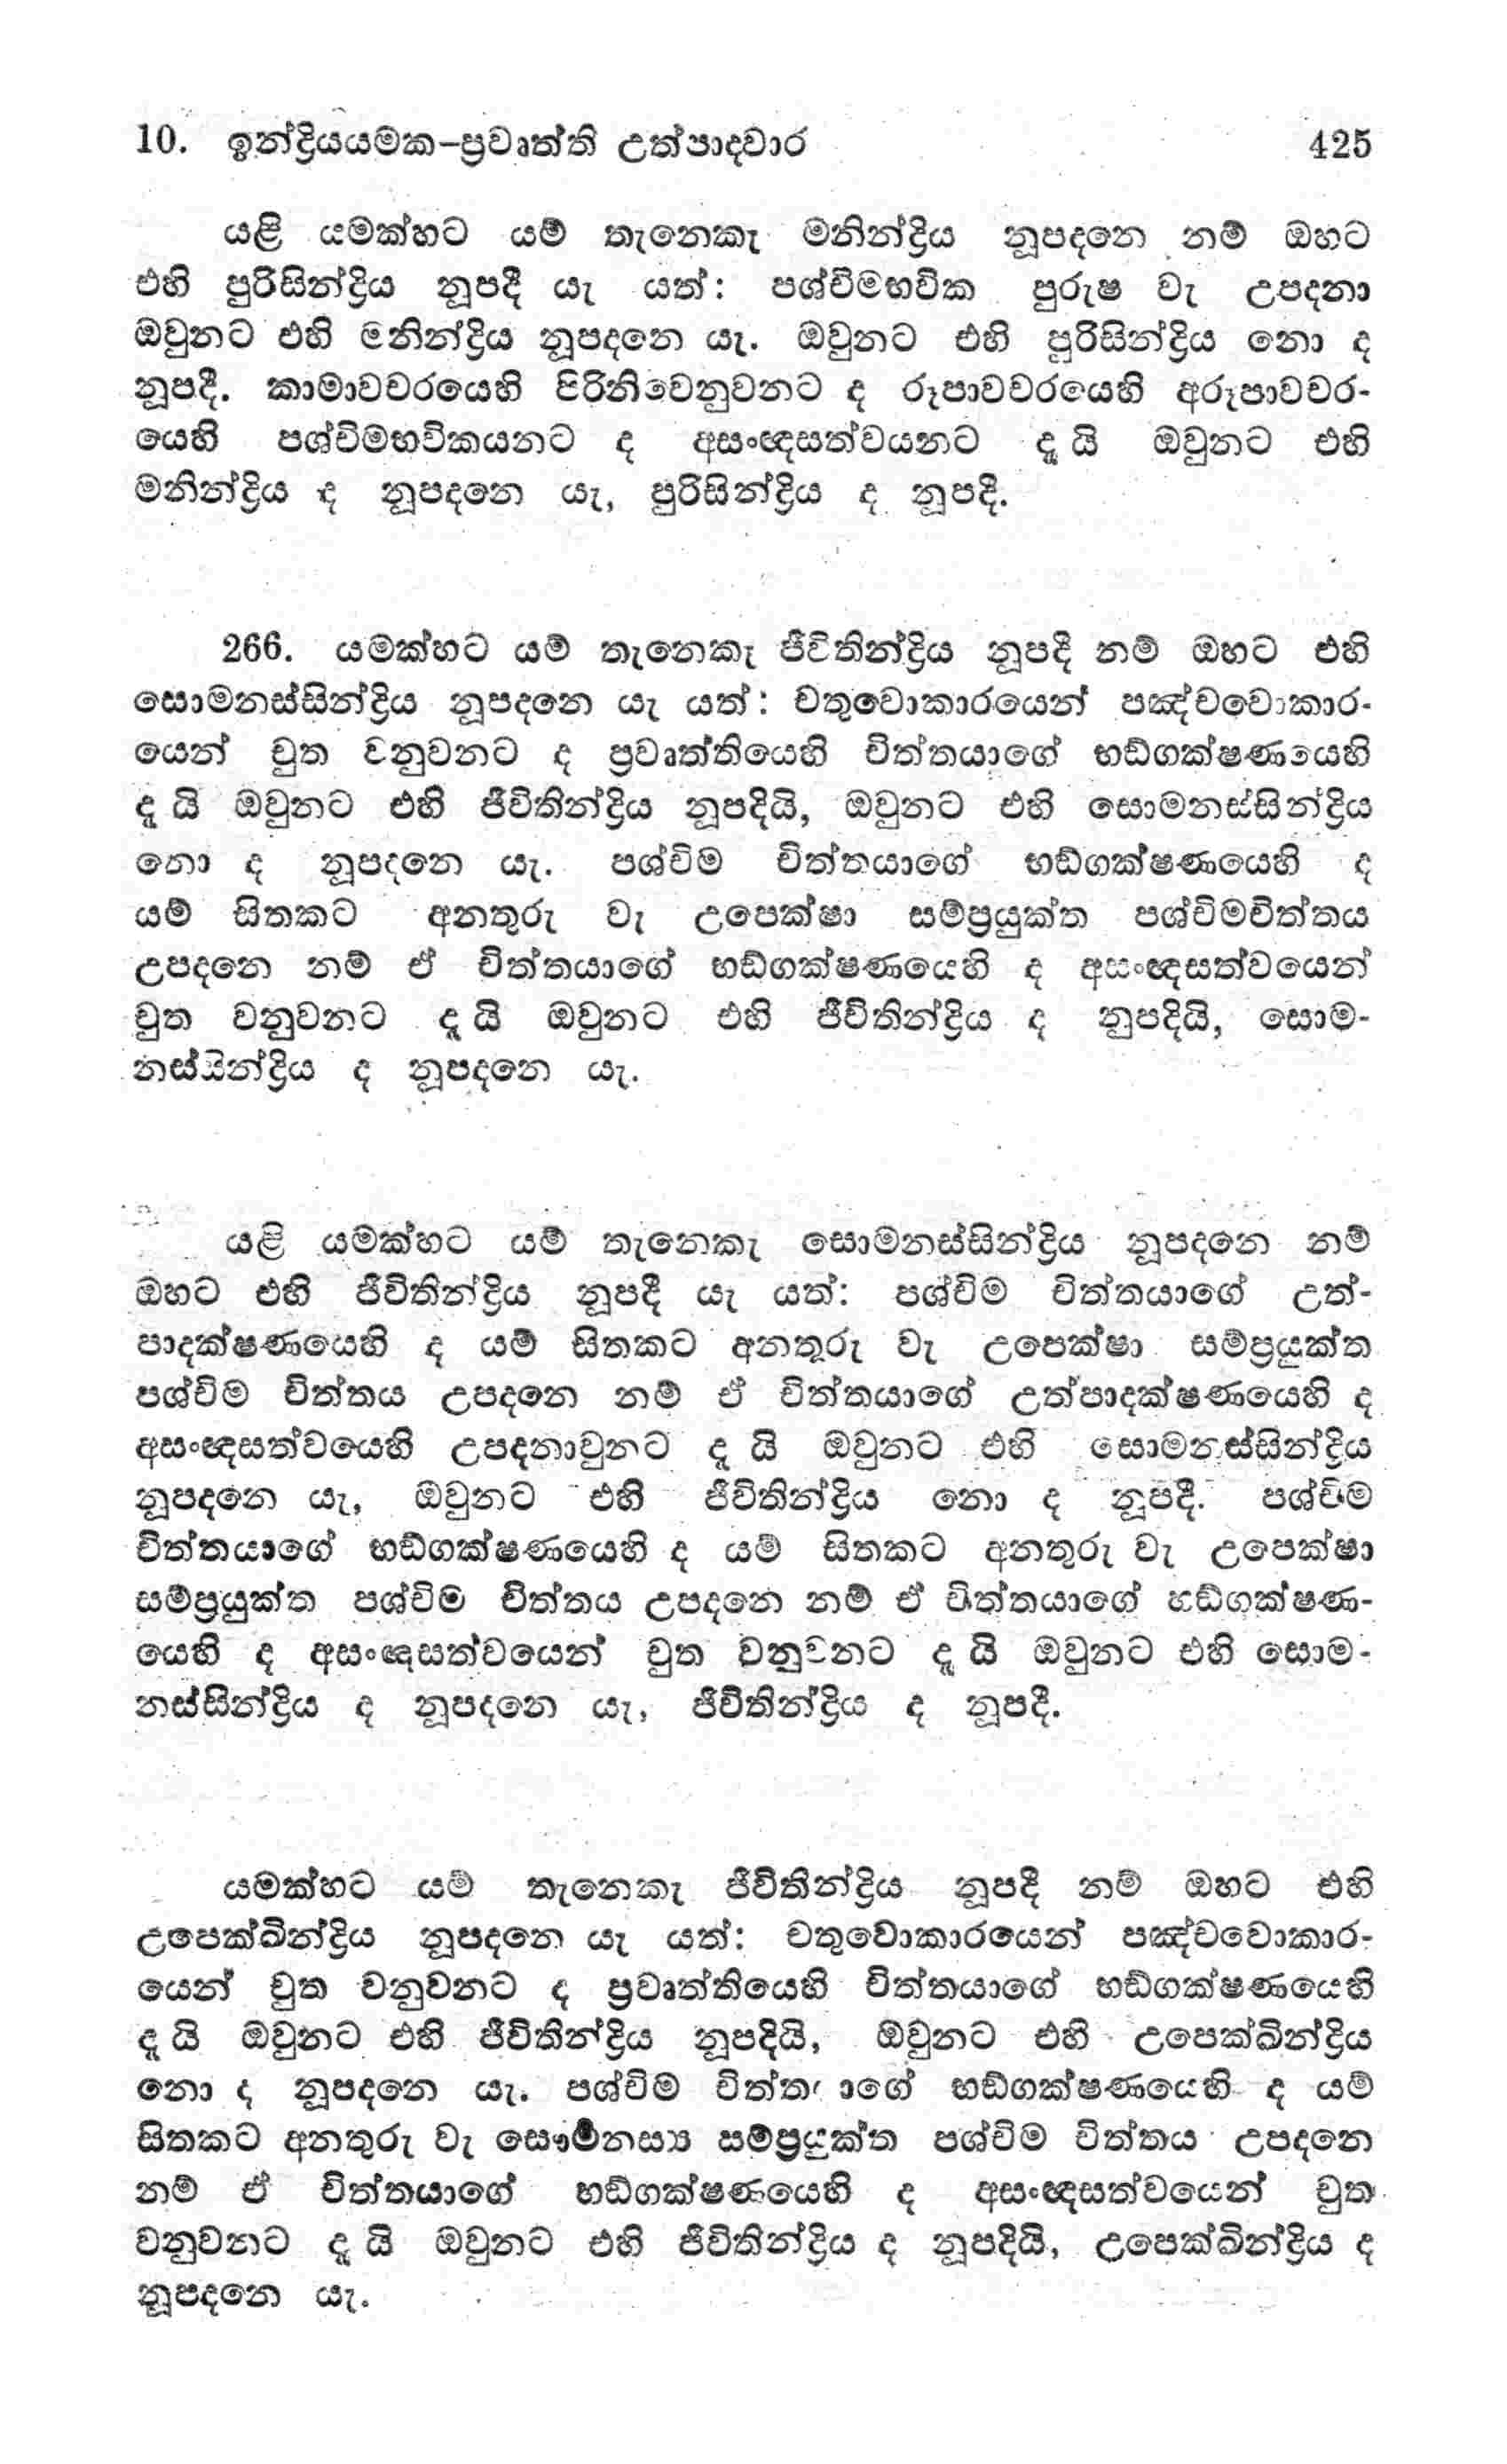 10. ඉන්ද්‍රියයමක–ප්‍රවෘත්ති උත්පාදවාර 425
යළි යමක්හට යම් තැනෙකැ මනින්ද්‍රිය නූපදනෙ නම් ඔහට
එහි පුරිසින්ද්‍රිය නූපදී යැ යත්: පශ්චිමභවික පුරුෂ වැ උපදනා
ඔවුනට එහි මනින්ද්‍රිය නූපදනෙ යැ. ඔවුනට එහි පුරිසින්ද්‍රිය නො ද
නූපදී. කාමාවචරයෙහි පිරිනිවෙනුවනට ද රූපාවචරයෙහි අරූපාවචර-
යෙහි පශ්චිමභවිකයනට ද අසංඥසත්වයනට දැ යි ඔවුනට එහි
මනින්ද්‍රිය ද නූපදනෙ යැ, පුරිසින්ද්‍රිය ද නූපදී.
266. යමක්හට යම් තැනෙකැ ජීවිතින්ද්‍රිය නූපදී නම් ඔහට එහි
සොමනස්සින්ද්‍රිය නූපදනෙ යැ යත්: චතුවොකාරයෙන් පඤ්චවොකාර-
යෙන් චුත වනුවනට ද ප්‍රවෘත්තියෙහි චිත්තයාගේ භඞ්ගක්ෂණයෙහි
දැ යි ඔවුනට එහි ජීවිතින්ද්‍රිය නූපදියි, ඔවුනට එහි සොමනස්සින්ද්‍රිය
නො ද නූපදනෙ යැ. පශ්චිම චිත්තයාගේ භඞ්ගක්ෂණයෙහි ද
යම් සිතකට අනතුරු වැ උපෙක්ෂා සම්ප්‍රයුක්ත පශ්චිමචිත්තය
උපදනෙ නම් ඒ චිත්තයාගේ භඞ්ගක්ෂණයෙහි ද අසංඥසත්වයෙන්
චුත වනුවනට දැ යි ඔවුනට එහි ජීවිතින්ද්‍රිය ද නූපදියි, සොම-
නස්සින්ද්‍රිය ද නූපදනෙ යැ.
යළි යමක්හට යම් තැනෙකැ සොමනස්සින්ද්‍රිය නූපදනෙ නම්
ඔහට එහි ජීවිතින්ද්‍රිය නූපදී යැ යත්: පශ්චිම චිත්තයාගේ උත්-
පාදක්ෂණයෙහි ද යම් සිතකට අනතුරු වැ උපෙක්ෂා සම්ප්‍රයුක්ත
පශ්චිම චිත්තය උපදනෙ නම් ඒ චිත්තයාගේ උත්පාදක්ෂණයෙහි ද
අසංඥසත්වයෙහි උපදනාවුනට දැ යි ඔවුනට එහි සොමනස්සින්ද්‍රිය
නූපදනෙ යැ, ඔවුනට එහි ජීවිතින්ද්‍රිය නො ද නූපදී. පශ්චිම
චිත්තයාගේ භඞ්ගක්ෂණයෙහි ද යම් සිතකට අනතුරු වැ උපෙක්ෂා
සම්ප්‍රයුක්ත පශ්චිම චිත්තය උපදනෙ නම් ඒ චිත්තයාගේ භඞ්ගක්ෂණ-
යෙහි ද අසංඥසත්වයෙන් චුත වනුවනට දැ යි ඔවුනට එහි සොම-
නස්සින්ද්‍රිය ද නූපදනෙ යැ, ජීවිතින්ද්‍රිය ද නූපදී.
යමක්හට යම් තැනෙකැ ජීවිතින්ද්‍රිය නූපදී නම් ඔහට එහි
උපෙක්ඛින්ද්‍රිය නූපදනෙ යැ යත්: චතුවොකාරයෙන් පඤ්චවොකාර-
යෙන් චුත වනුවනට ද ප්‍රවෘත්තියෙහි චිත්තයාගේ භඞ්ගක්ෂණයෙහි
දැ යි ඔවුනට එහි ජීවිතින්ද්‍රිය නූපදියි, ඔවුනට එහි උපෙක්ඛින්ද්‍රිය
නො ද නූපදනෙ යැ. පශ්චිම චිත්තයාගේ භඞ්ගක්ෂණයෙහි ද යම්
සිතකට අනතුරු වැ සෞමනස්‍ය සම්ප්‍රයුක්ත පශ්චිම චිත්තය උපදනෙ
නම් ඒ චිත්තයාගේ භඞ්ගක්ෂණයෙහි ද අසංඥසත්වයෙන් චුත
වනුවනට දැ යි ඔවුනට එහි ජීවිතින්ද්‍රිය ද නූපදියි, උපෙක්ඛින්ද්‍රිය ද
නූපදනෙ යැ.